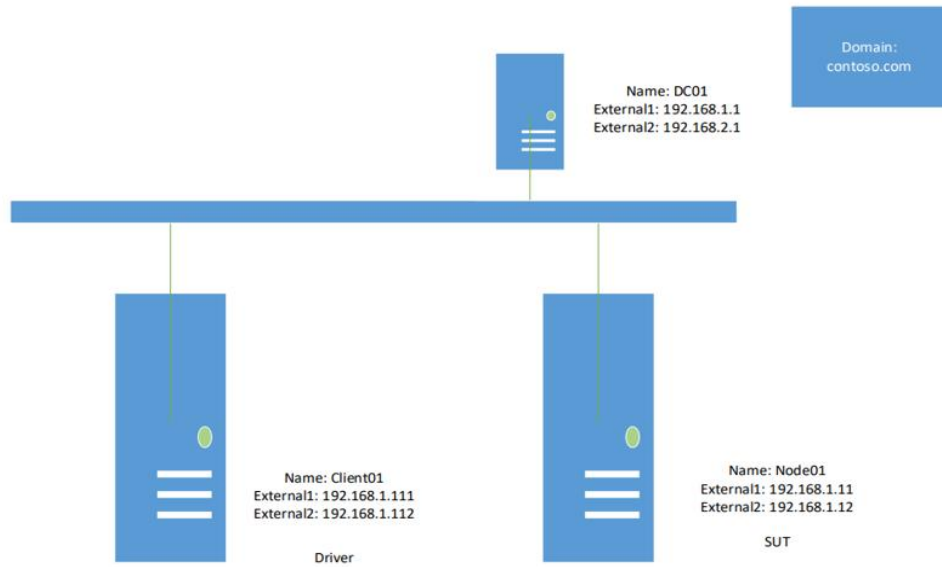 Domain:
contoso.com
Name: DC01
External1: 192.168.1.1
External2: 192.168.2.1
Name: Client01
External1: 192.168.1.111
External2: 192.168.1.112
Driver
Name: Node01
External1: 192.168.1.11
External2: 192.168.1.12
SUT